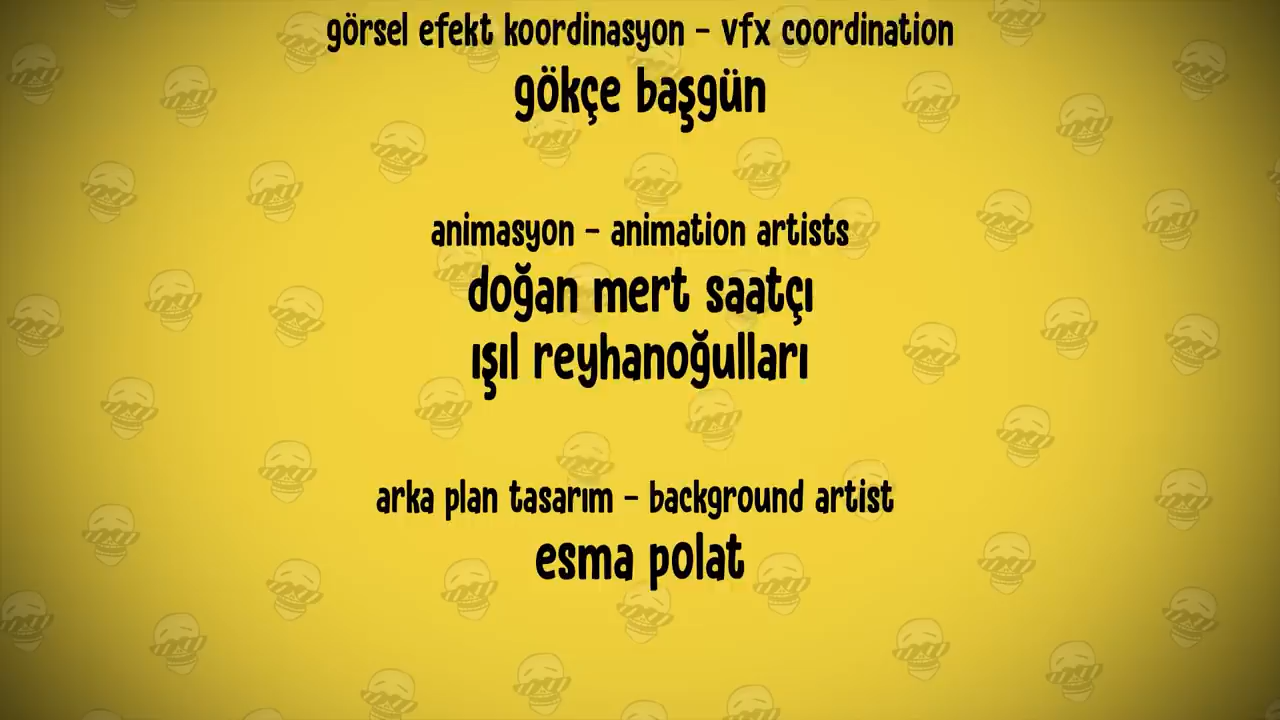 görsel efekt koordinasyon - vfx coordination
gökçe başgün
animasyon - animation artists
doğan mert saatçı
ışıl reyhanoğulları
arka plan tasarım - background artist
esma polat